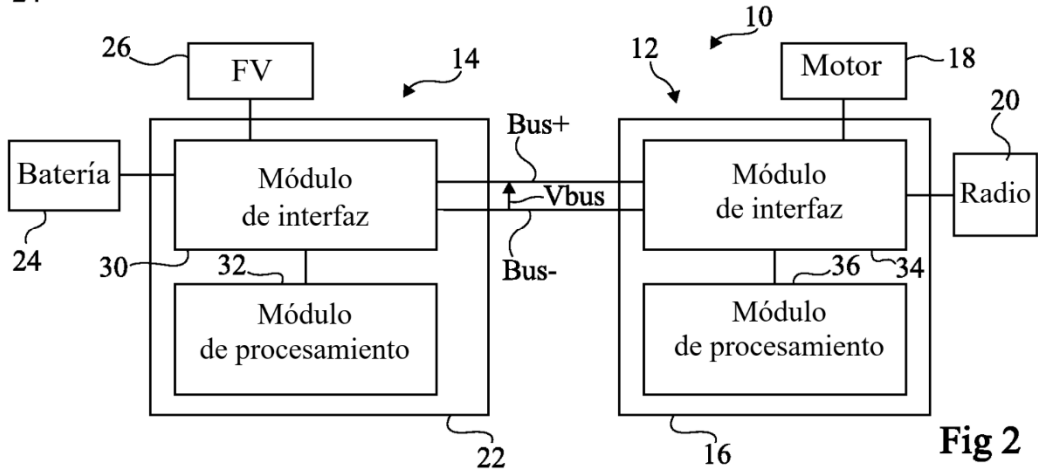 26
FV
14
12
10
Motor
18
20
Bus+
Batería
Módulo
de interfaz
Vbus
Módulo
de interfaz
Radio
24
30
32
Bus-
36
34
Módulo
de procesamiento
Módulo
de procesamiento
22
16
Fig 2